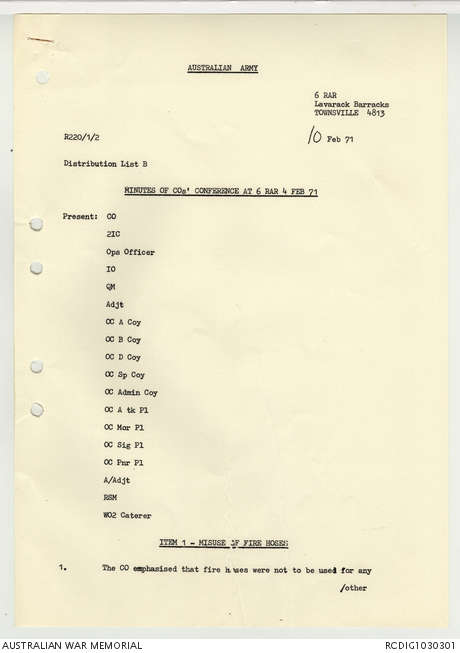 AUSTRALIAN ARMY
6 RAR
Lavarack Barracks
TOWNSVILLE 4813
R220/1/2
10 Feb 71
Distribution List B
MINUTES OF COs' CONFERENCE AT 6 RAR 4 FEB 71
Present: CO
2IC
Ops Officer
IO
QM
Adjt
OC A Coy
OC B Coy
OC D Coy
OC Sp Coy
OC Admin Coy
OC A tk Pl
OC Mor Pl
OC Sig Pl
OC Pnr Pl
A/Adjt
RSM
WO2 Caterer
ITEM 1 - MISUSE OF FIRE HOSES
1. The CO emphasised that fire hoses were not to be used for any
/other
AUSTRALIAN WAR MEMORIAL
RCDIG1030301